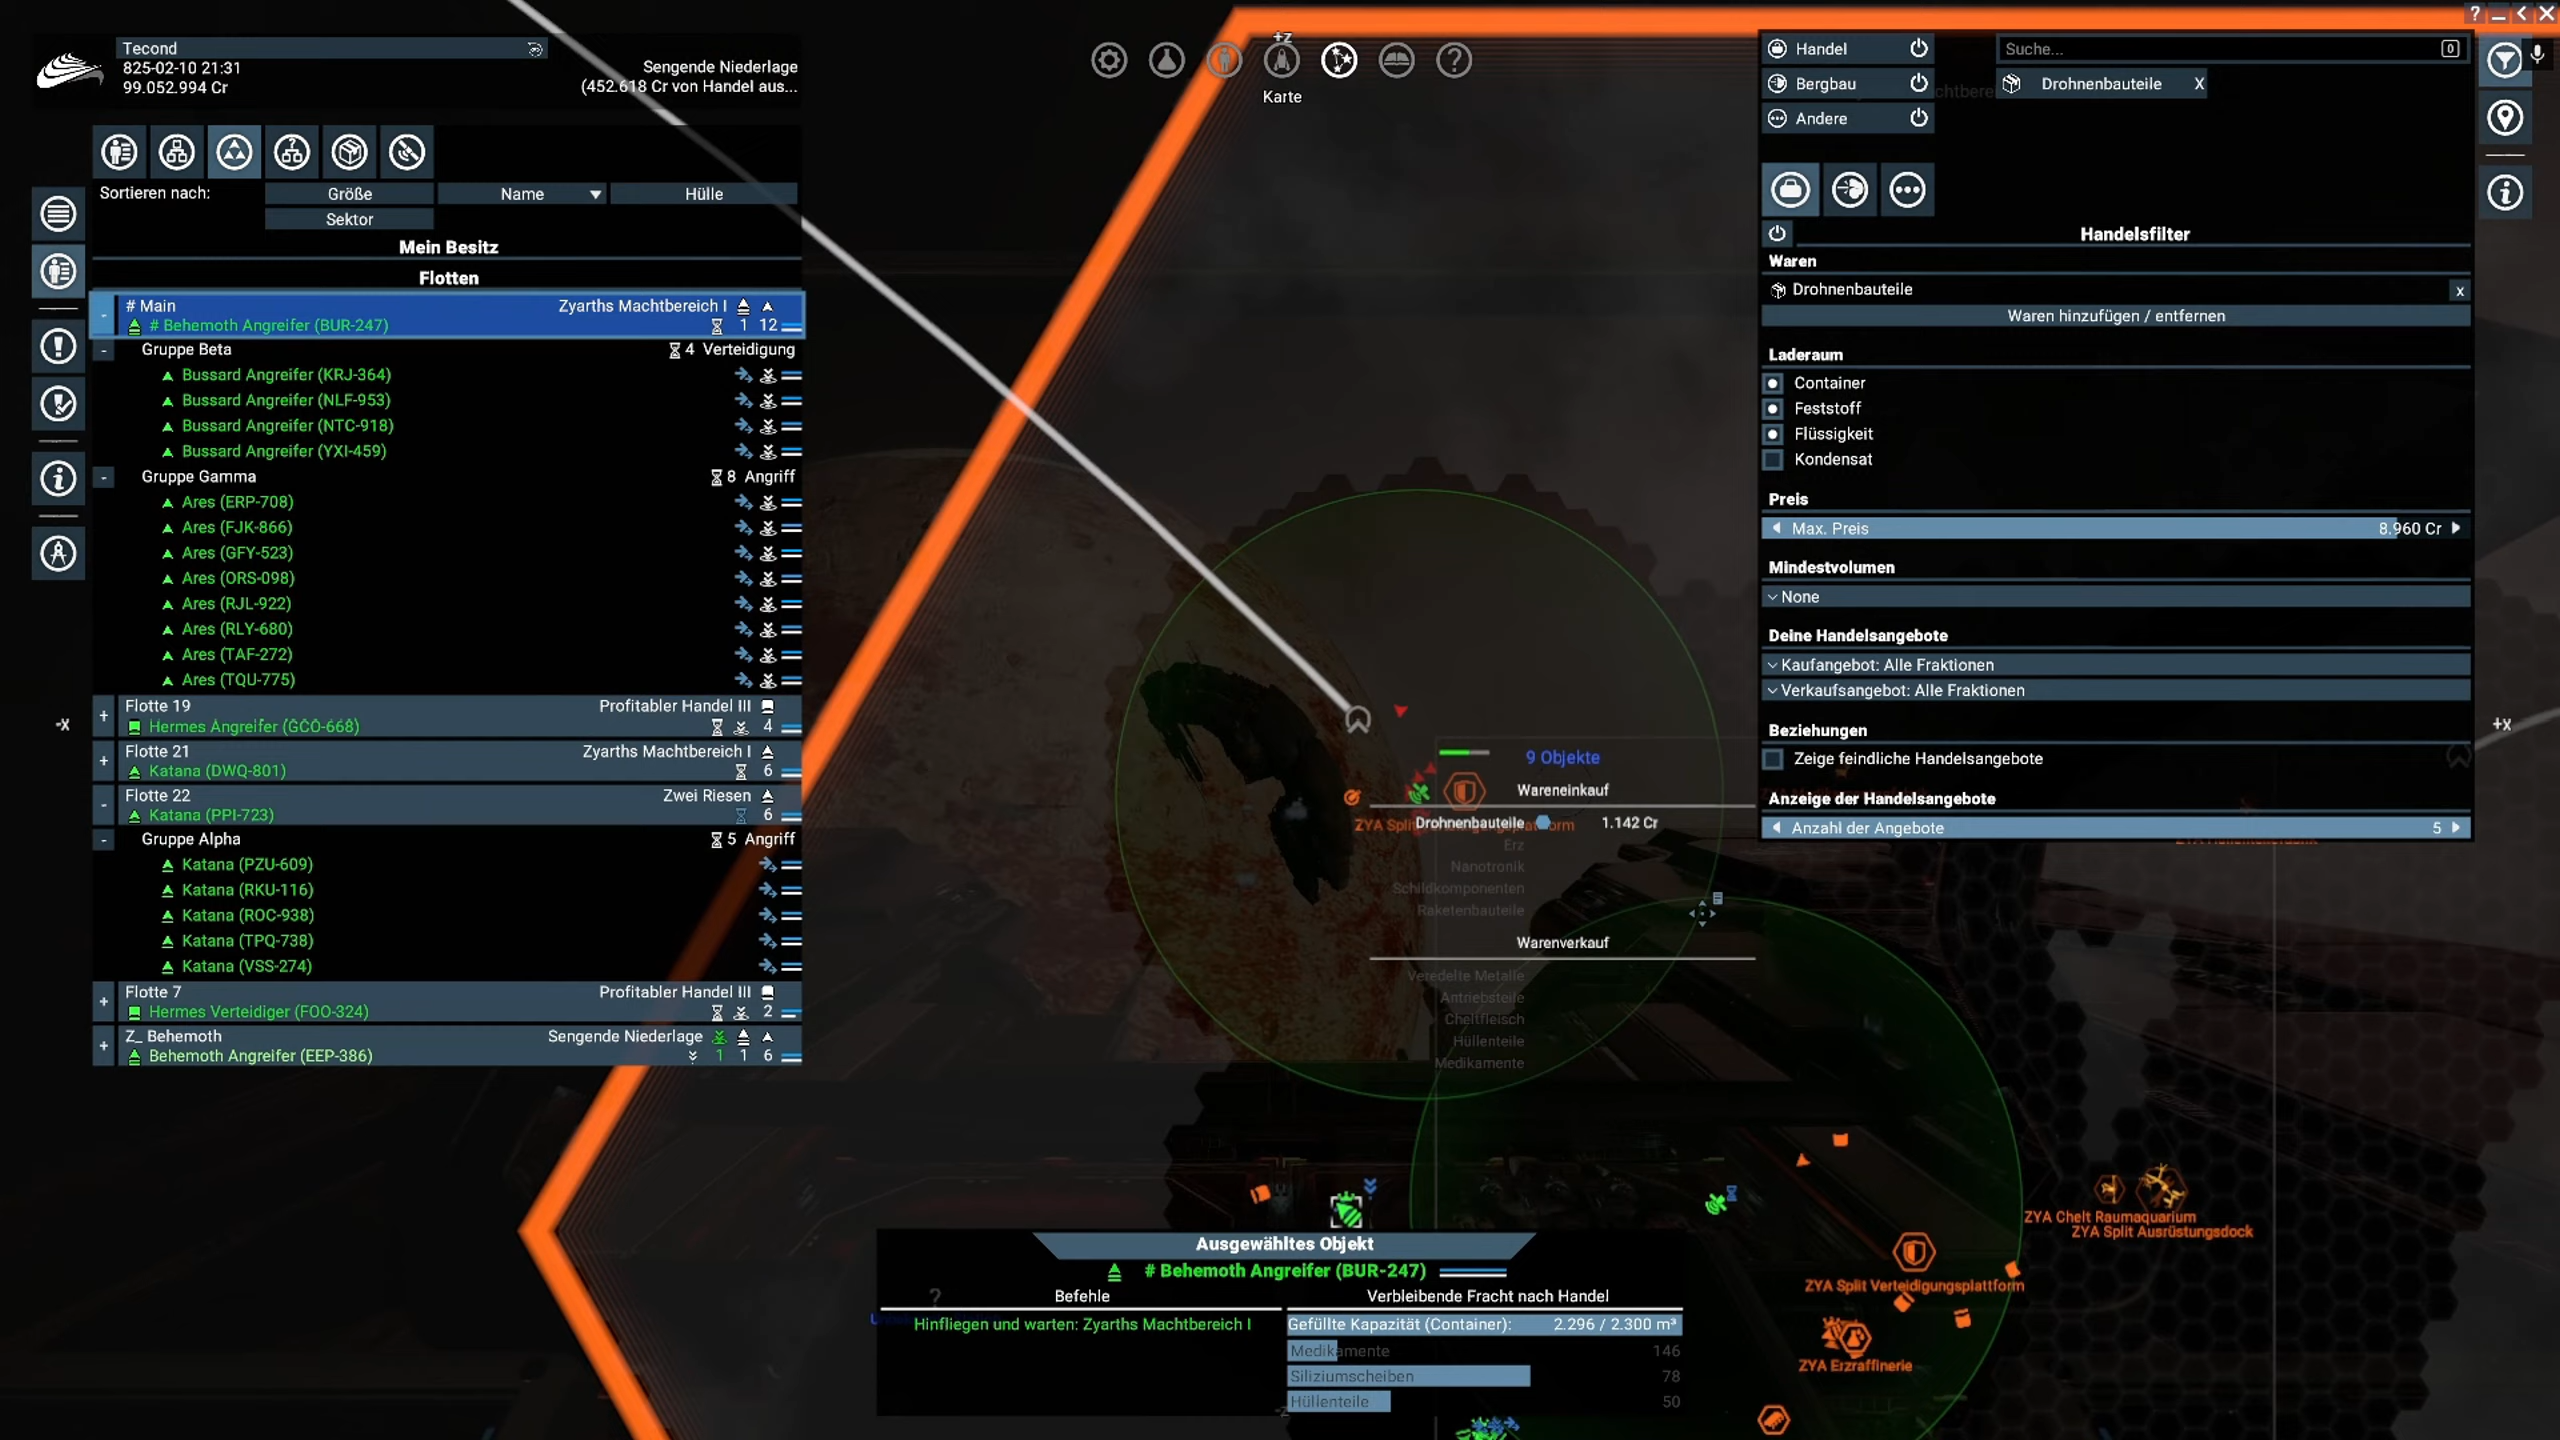 Tecond
825-02-10 21:31
99.052.994 Cr
Sengende Niederlage
(452.618 Cr von Handel aus...
Sortieren nach:
Größe
Name
Hülle
Sektor
Mein Besitz
Flotten
- # Main Zyarths Machtbereich I
# Behemoth Angreifer (BUR-247) 1 12
- Gruppe Beta 4 Verteidigung
Bussard Angreifer (KRJ-364)
Bussard Angreifer (NLF-953)
Bussard Angreifer (NTC-918)
Bussard Angreifer (YXI-459)
- Gruppe Gamma 8 Angriff
Ares (ERP-708)
Ares (FJK-866)
Ares (GFY-523)
Ares (ORS-098)
Ares (RJL-922)
Ares (RLY-680)
Ares (TAF-272)
Ares (TQU-775)
+ Flotte 19 Profitabler Handel III
Hermes Angreifer (GCO-668) 4
+ Flotte 21 Zyarths Machtbereich I
Katana (DWQ-801) 6
- Flotte 22 Zwei Riesen
Katana (PPI-723) 6
- Gruppe Alpha 5 Angriff
Katana (PZU-609)
Katana (RKU-116)
Katana (ROC-938)
Katana (TPQ-738)
Katana (VSS-274)
+ Flotte 7 Profitabler Handel III
Hermes Verteidiger (FOO-324) 2
+ Z_ Behemoth Sengende Niederlage
Behemoth Angreifer (EEP-386) 1 1 6
-X
+Z
Karte
9 Objekte
Wareneinkauf
Drohnenbauteile 1.142 Cr
Erz
Nanotronik
Schildkomponenten
Raketenbauteile
Warenverkauf
Veredelte Metalle
Antriebsteile
Cheltfleisch
Hüllenteile
Medikamente
ZYA Chelt Raumaquarium
ZYA Split Ausrüstungsdock
ZYA Split Verteidigungsplattform
ZYA Erzraffinerie
Ausgewähltes Objekt
# Behemoth Angreifer (BUR-247)
Befehle
Hinfliegen und warten: Zyarths Machtbereich I
Verbleibende Fracht nach Handel
Gefüllte Kapazität (Container): 2.296 / 2.300 m³
Medikamente 146
Siliziumscheiben 78
Hüllenteile 50
-Z
Handel
Bergbau
Andere
Suche...
0
Drohnenbauteile X
Handelsfilter
Waren
Drohnenbauteile x
Waren hinzufügen / entfernen
Laderaum
Container
Feststoff
Flüssigkeit
Kondensat
Preis
Max. Preis 8.960 Cr
Mindestvolumen
None
Deine Handelsangebote
Kaufangebot: Alle Fraktionen
Verkaufsangebot: Alle Fraktionen
Beziehungen
Zeige feindliche Handelsangebote
Anzeige der Handelsangebote
Anzahl der Angebote 5
+X